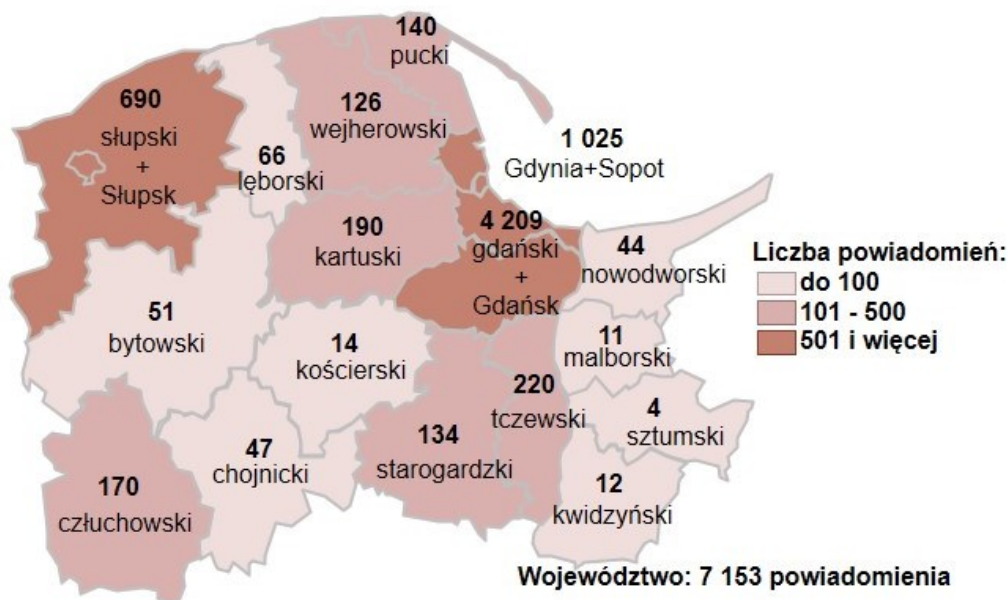 140
pucki
690
słupski
+
Słupsk
126
wejherowski
66
lęborski
1 025
Gdynia+Sopot
190
kartuski
4 209
gdański
+
Gdańsk
44
nowodworski
Liczba powiadomień:
do 100
101 - 500
501 i więcej
51
bytowski
14
kościerski
11
malborski
220
tczewski
4
sztumski
134
starogardzki
47
chojnicki
170
człuchowski
12
kwidzyński
Województwo: 7 153 powiadomienia